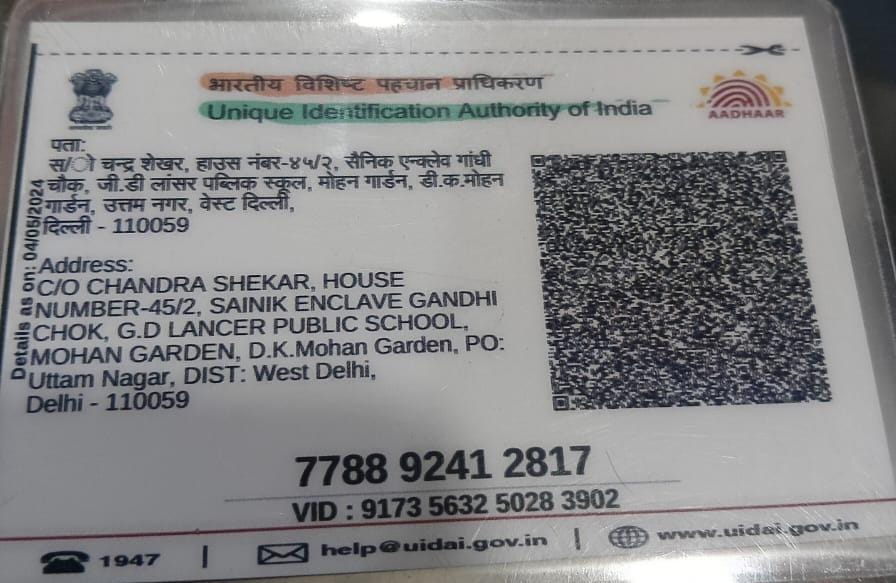 भारतीय विशिष्ट पहचान प्राधिकरण
Unique Identification Authority of India
AADHAAR
पता:
स/ो चन्द्र शेखर, हाउस नंबर-४५/२, सैनिक एन्क्लेव गांधी
चौक, जी.डी लांसर पब्लिक स्कूल, मोहन गार्डन, डी.क.मोहन
गार्डन, उत्तम नगर, वेस्ट दिल्ली,
दिल्ली - 110059
Address:
C/O CHANDRA SHEKAR, HOUSE
NUMBER-45/2, SAINIK ENCLAVE GANDHI
CHOK, G.D LANCER PUBLIC SCHOOL,
MOHAN GARDEN, D.K.Mohan Garden, PO:
Uttam Nagar, DIST: West Delhi,
Delhi - 110059
Details as on: 04/05/2024
7788 9241 2817
VID : 9173 5632 5028 3902
1947 | help@uidai.gov.in | www.uidai.gov.in